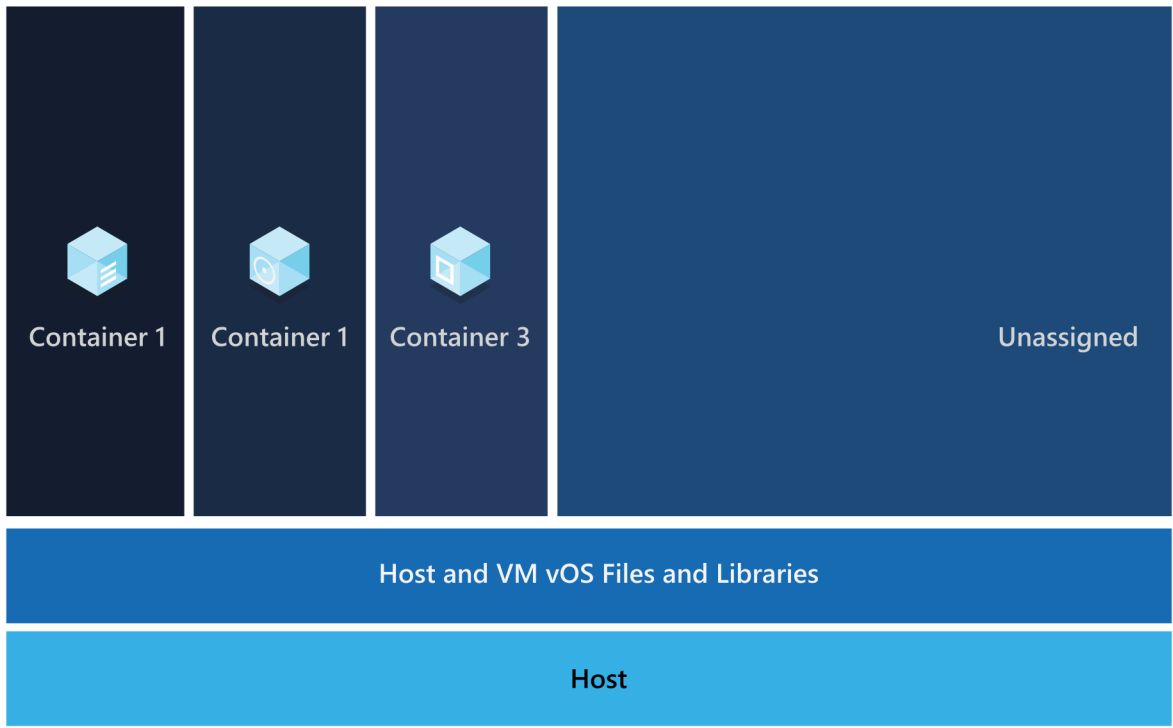 Container 1
Container 1
Container 3
Unassigned
Host and VM vOS Files and Libraries
Host